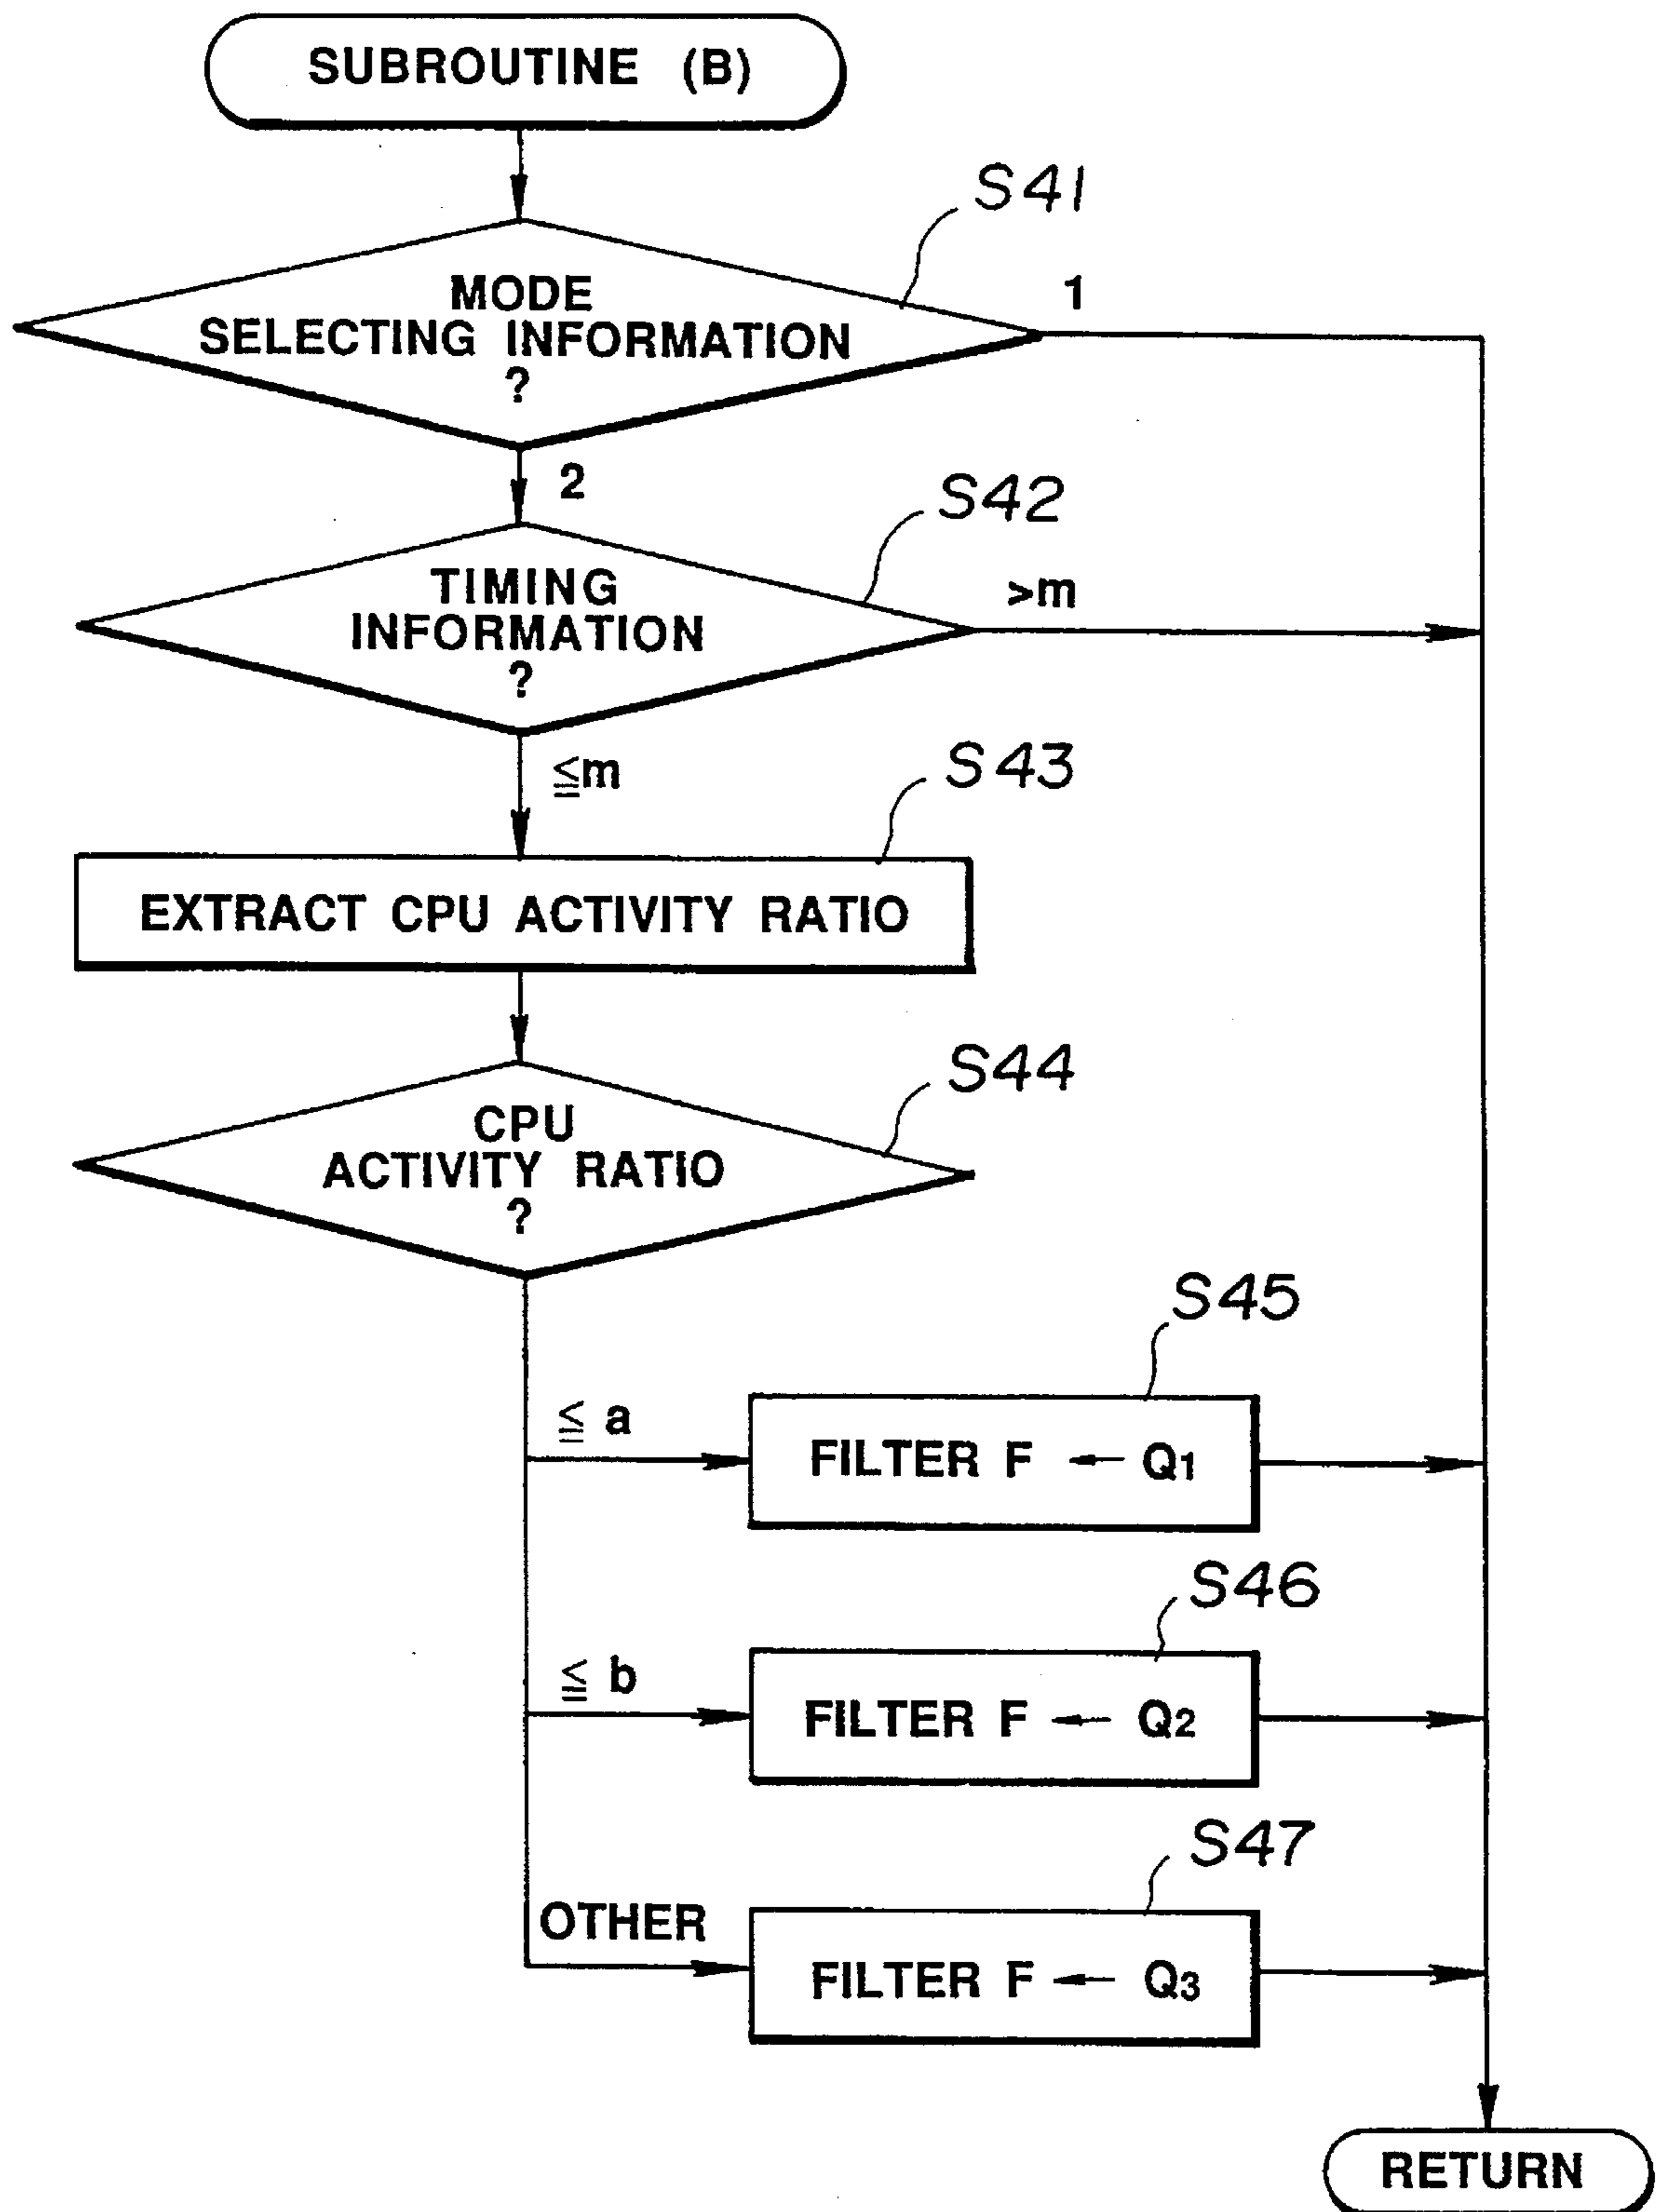 SUBROUTINE (B)
S41
MODE
SELECTING INFORMATION
?
1
2
S42
TIMING
INFORMATION
?
>m
≦m
S43
EXTRACT CPU ACTIVITY RATIO
S44
CPU
ACTIVITY RATIO
?
S45
≦ a
FILTER F ← Q1
S46
≦ b
FILTER F ← Q2
S47
OTHER
FILTER F ← Q3
RETURN